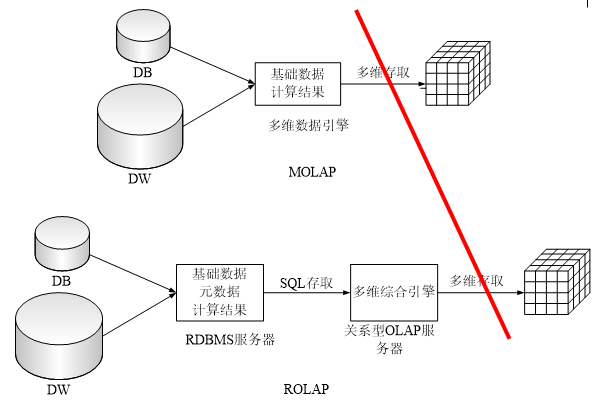 DB
基础数据
计算结果
多维存取
多维数据引擎
DW
MOLAP
DB
基础数据
元数据
计算结果
SQL存取
多维综合引擎
多维存取
RDBMS服务器
关系型OLAP服
务器
DW
ROLAP